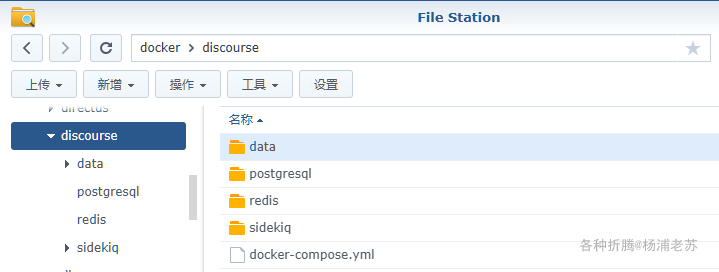 File Station
docker > discourse
上传 新增 操作 工具 设置
directus
discourse
data
postgresql
redis
sidekiq
名称
data
postgresql
redis
sidekiq
docker-compose.yml
各种折腾@杨浦老苏